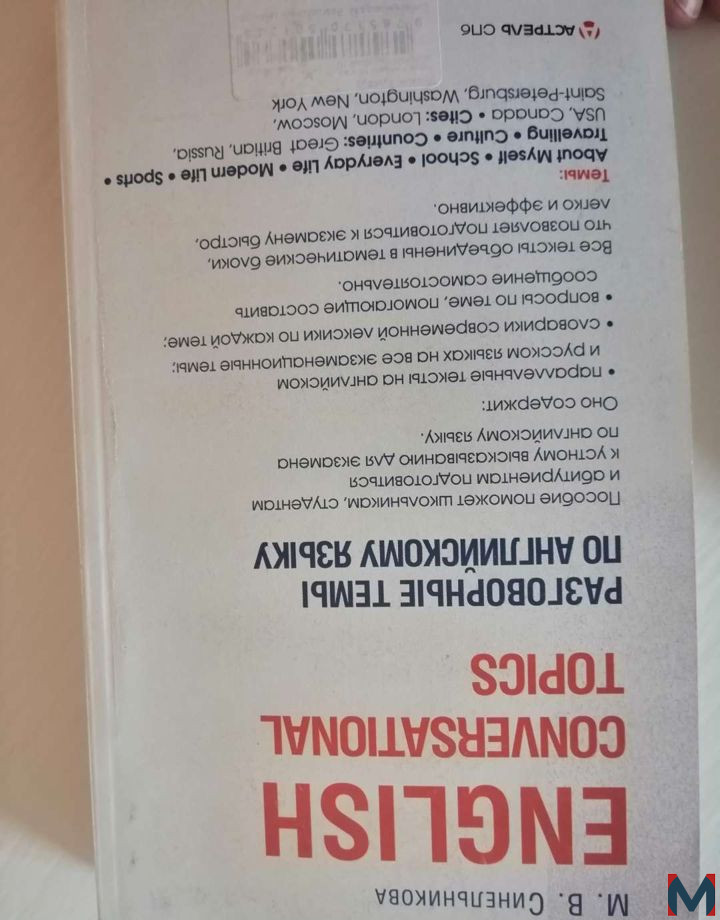 М. В. Синельникова
ENGLISH
CONVERSATIONAL
TOPICS
РАЗГОВОРНЫЕ ТЕМЫ
ПО АНГЛИЙСКОМУ ЯЗЫКУ
Пособие поможет школьникам, студентам
и абитуриентам подготовиться
к устному высказыванию для экзамена
по английскому языку.
Оно содержит:
• параллельные тексты на английском
и русском языках на все экзаменационные темы;
• словарики современной лексики по каждой теме;
• вопросы по теме, помогающие составить
сообщение самостоятельно.
Все тексты объединены в тематические блоки,
что позволяет подготовиться к экзамену быстро,
легко и эффективно.
Темы:
About Myself • School • Everyday Life • Modern Life • Sports •
Travelling • Culture • Countries: Great Britian, Russia,
USA, Canada • Cites: London, Moscow,
Saint-Petersburg, Washington, New York
АСТРЕЛЬ СПб
M